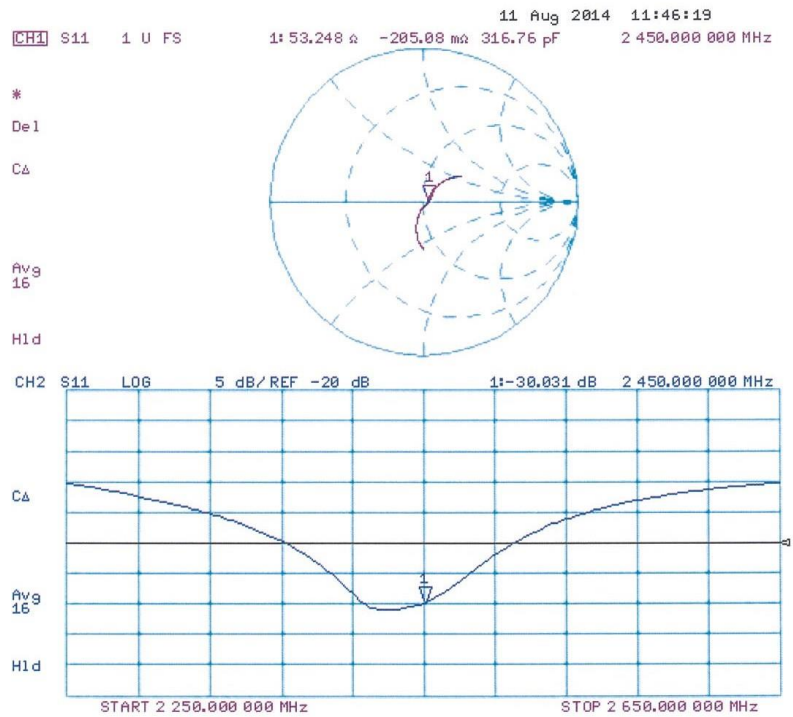 11 Aug 2014 11:46:19
CH1 S11 1 U FS 1: 53.248 Ω -205.08 mΩ 316.76 pF 2 450.000 000 MHz
*
Del
CΔ
1
Avg
16
Hld
CH2 S11 LOG 5 dB/REF -20 dB 1:-30.031 dB 2 450.000 000 MHz
CΔ
1
Avg
16
Hld
START 2 250.000 000 MHz STOP 2 650.000 000 MHz